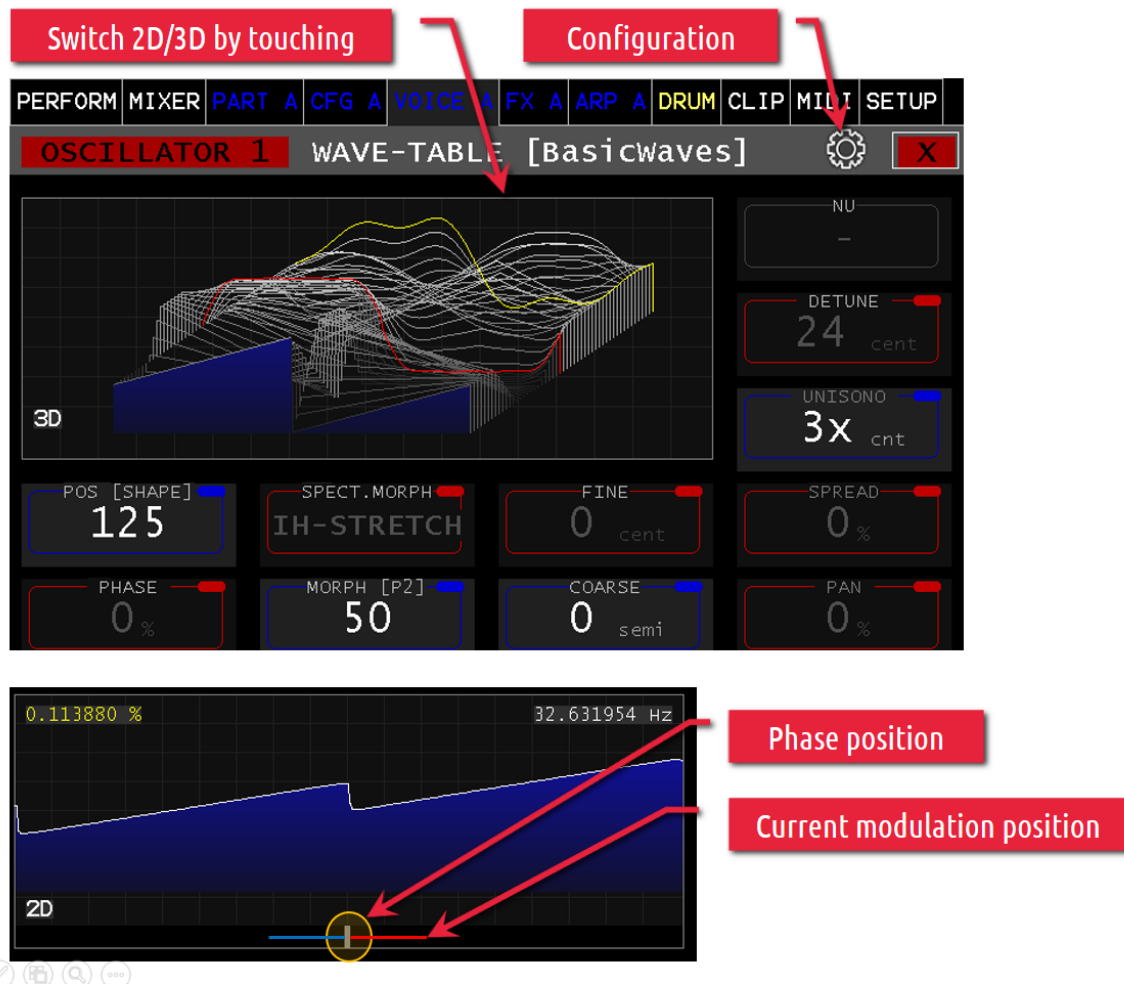 Switch 2D/3D by touching
Configuration
PERFORM MIXER PART A CFG A VOICE A FX A ARP A DRUM CLIP MIDI SETUP
OSCILLATOR 1 WAVE-TABLE [BasicWaves] X
NU
-
DETUNE
24 cent
UNISONO
3x cnt
3D
POS [SHAPE] SPECT.MORPH FINE SPREAD
125 IH-STRETCH 0 cent 0 %
PHASE MORPH [P2] COARSE PAN
0 % 50 0 semi 0 %
0.113880 % 32.631954 Hz
Phase position
Current modulation position
2D